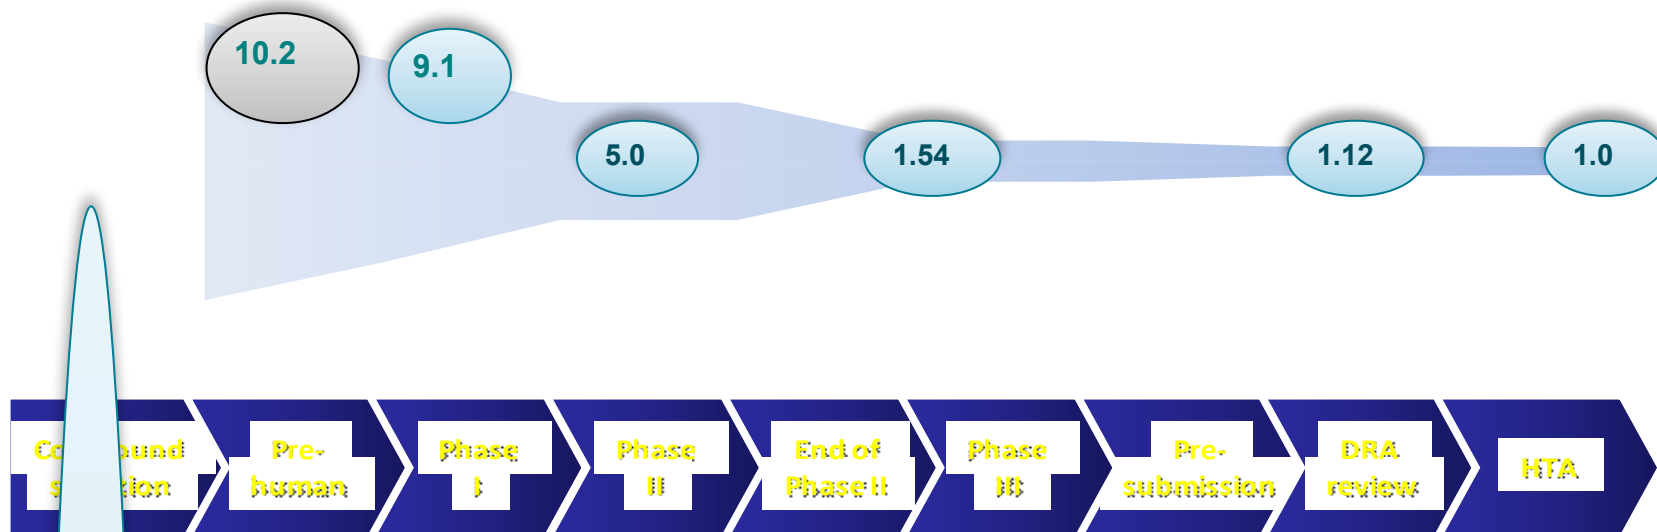 10.2
9.1
5.0
1.54
1.12
1.0
Pre-
human
Phase
I
Phase
II
End of
Phase II
Phase
III
Pre-
submission
DRA
review
HTA